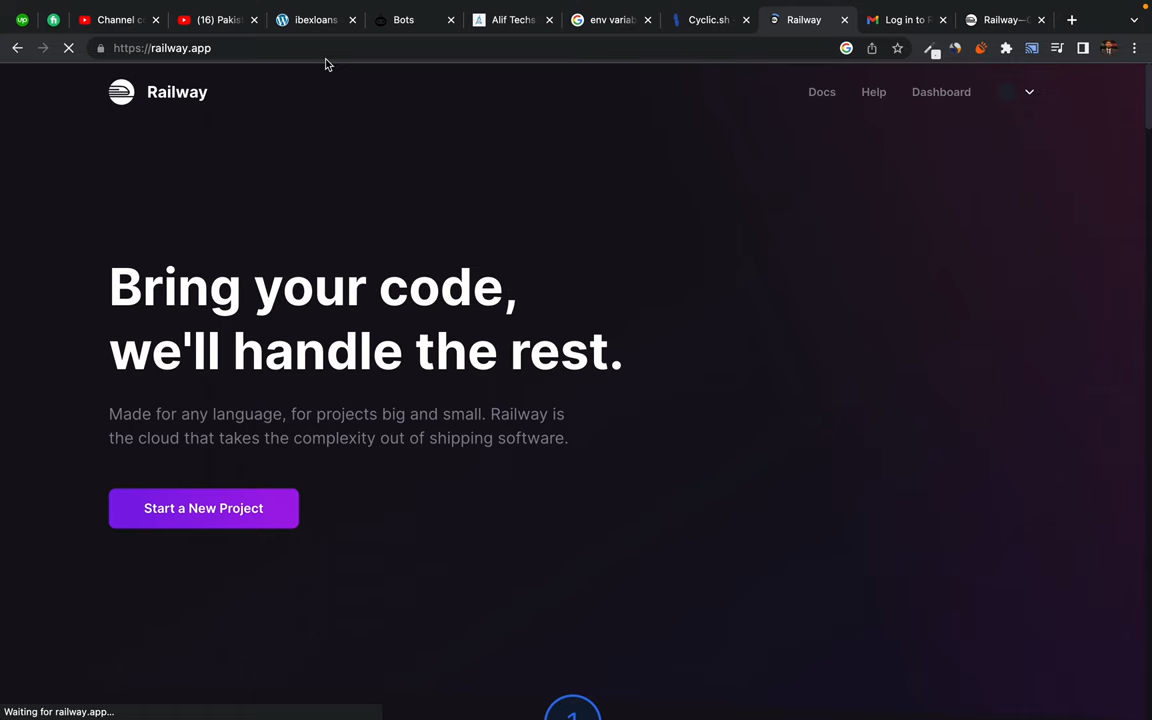 Channel co
(16) Pakis
ibexloans
Bots
Alif Techs
env variab
Cyclic.sh
Railway
Log in to R
Railway—C
https://railway.app
Railway
Docs
Help
Dashboard
Bring your code,
we'll handle the rest.
Made for any language, for projects big and small. Railway is
the cloud that takes the complexity out of shipping software.
Start a New Project
1
Waiting for railway.app...